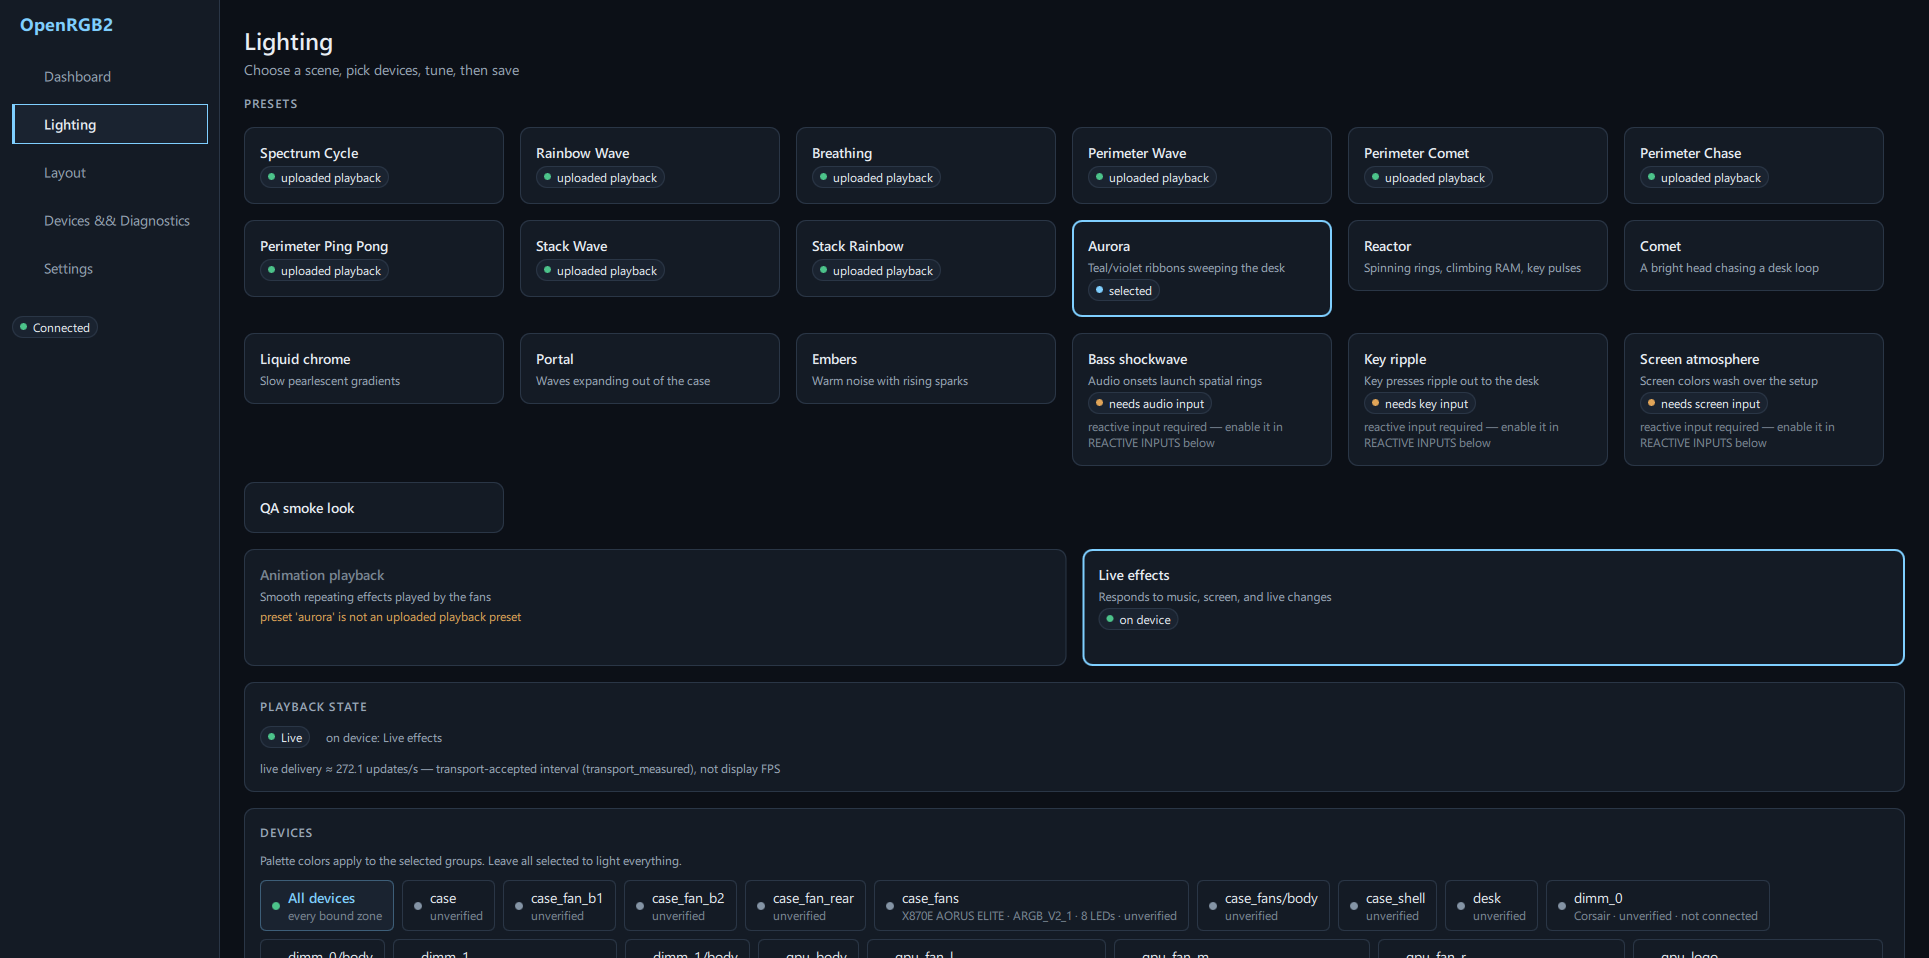 OpenRGB2
Dashboard
Lighting
Layout
Devices && Diagnostics
Settings
Connected
Lighting
Choose a scene, pick devices, tune, then save
PRESETS
Spectrum Cycle
uploaded playback
Rainbow Wave
uploaded playback
Breathing
uploaded playback
Perimeter Wave
uploaded playback
Perimeter Comet
uploaded playback
Perimeter Chase
uploaded playback
Perimeter Ping Pong
uploaded playback
Stack Wave
uploaded playback
Stack Rainbow
uploaded playback
Aurora
Teal/violet ribbons sweeping the desk
selected
Reactor
Spinning rings, climbing RAM, key pulses
Comet
A bright head chasing a desk loop
Liquid chrome
Slow pearlescent gradients
Portal
Waves expanding out of the case
Embers
Warm noise with rising sparks
Bass shockwave
Audio onsets launch spatial rings
needs audio input
reactive input required — enable it in
REACTIVE INPUTS below
Key ripple
Key presses ripple out to the desk
needs key input
reactive input required — enable it in
REACTIVE INPUTS below
Screen atmosphere
Screen colors wash over the setup
needs screen input
reactive input required — enable it in
REACTIVE INPUTS below
QA smoke look
Animation playback
Smooth repeating effects played by the fans
preset 'aurora' is not an uploaded playback preset
Live effects
Responds to music, screen, and live changes
on device
PLAYBACK STATE
Live
on device: Live effects
live delivery ≈ 272.1 updates/s — transport-accepted interval (transport_measured), not display FPS
DEVICES
Palette colors apply to the selected groups. Leave all selected to light everything.
All devices
every bound zone
case
unverified
case_fan_b1
unverified
case_fan_b2
unverified
case_fan_rear
unverified
case_fans
X870E AORUS ELITE · ARGB_V2_1 · 8 LEDs · unverified
case_fans/body
unverified
case_shell
unverified
desk
unverified
dimm_0
Corsair · unverified · not connected
dimm_0/body
dimm_1
dimm_1/body
gpu_body
gpu_fan_l
gpu_fan_m
gpu_fan_r
gpu_logo